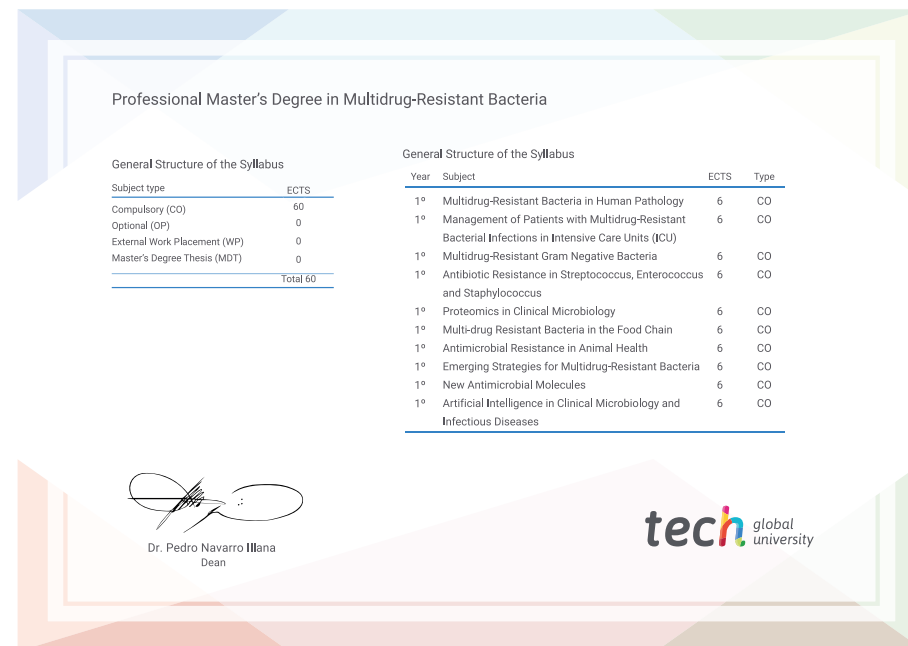 Professional Master's Degree in Multidrug-Resistant Bacteria
General Structure of the Syllabus
Subject type ECTS
Compulsory (CO) 60
Optional (OP) 0
External Work Placement (WP) 0
Master's Degree Thesis (MDT) 0
Total 60
General Structure of the Syllabus
Year Subject ECTS Type
1º Multidrug-Resistant Bacteria in Human Pathology 6 CO
1º Management of Patients with Multidrug-Resistant 6 CO
Bacterial Infections in Intensive Care Units (ICU)
1º Multidrug-Resistant Gram Negative Bacteria 6 CO
1º Antibiotic Resistance in Streptococcus, Enterococcus 6 CO
and Staphylococcus
1º Proteomics in Clinical Microbiology 6 CO
1º Multi-drug Resistant Bacteria in the Food Chain 6 CO
1º Antimicrobial Resistance in Animal Health 6 CO
1º Emerging Strategies for Multidrug-Resistant Bacteria 6 CO
1º New Antimicrobial Molecules 6 CO
1º Artificial Intelligence in Clinical Microbiology and 6 CO
Infectious Diseases
Dr. Pedro Navarro Illana
Dean
tech global
university